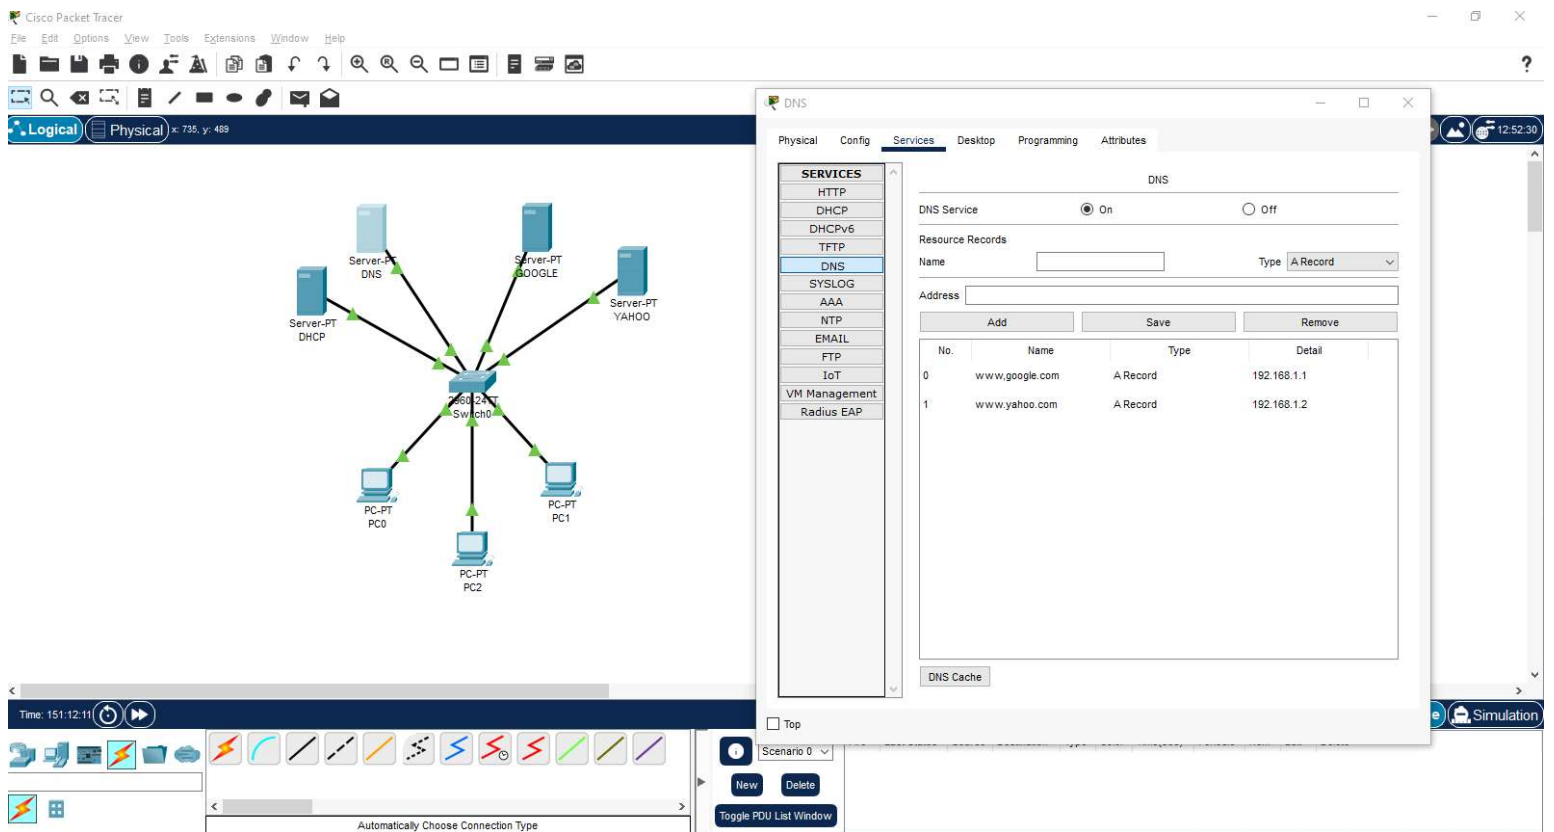 Cisco Packet Tracer
File Edit Options View Tools Extensions Window Help
?
Logical Physical x: 735, y: 489
12:52:30
Server-PT
DNS
Server-PT
GOOGLE
Server-PT
YAHOO
Server-PT
DHCP
2960-24TT
Switch0
PC-PT
PC0
PC-PT
PC1
PC-PT
PC2
DNS
Physical Config Services Desktop Programming Attributes
SERVICES
HTTP
DHCP
DHCPv6
TFTP
DNS
SYSLOG
AAA
NTP
EMAIL
FTP
IoT
VM Management
Radius EAP
DNS
DNS Service On Off
Resource Records
Name Type A Record
Address
Add Save Remove
No. Name Type Detail
0 www,google.com A Record 192.168.1.1
1 www.yahoo.com A Record 192.168.1.2
DNS Cache
Top
Time: 151:12:11
e Simulation
Scenario 0
New Delete
Toggle PDU List Window
Automatically Choose Connection Type